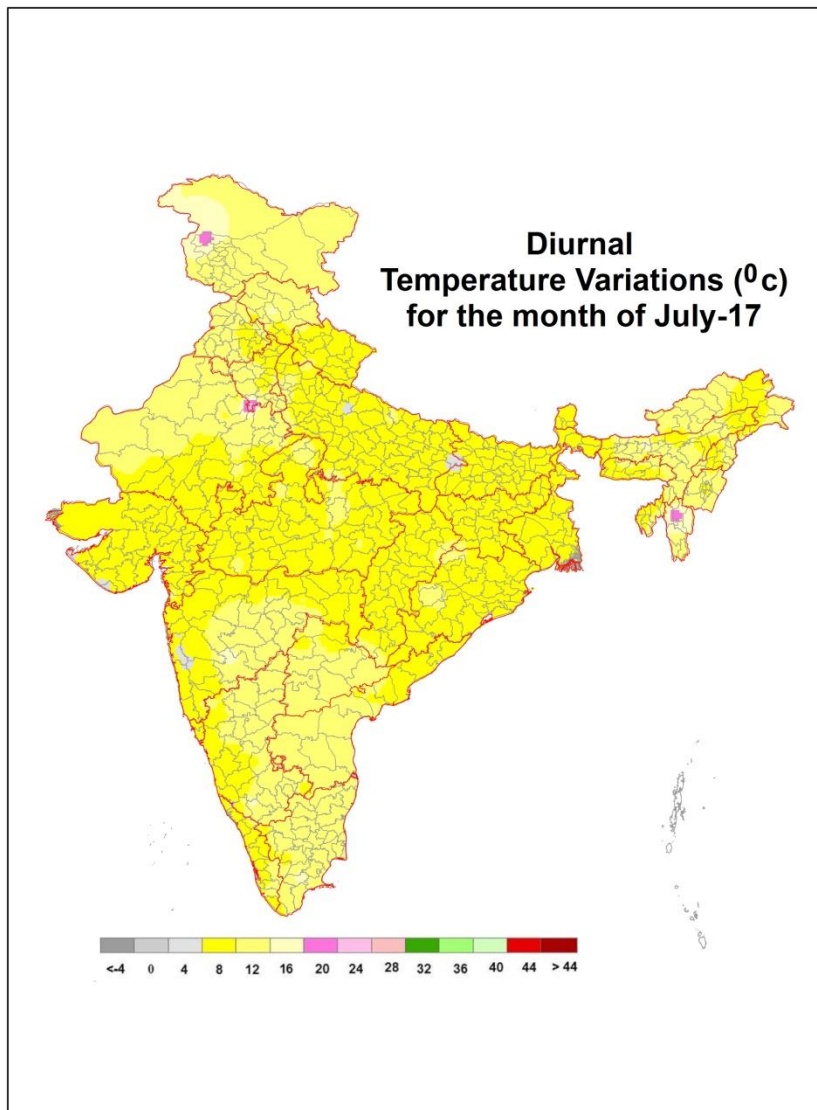 Diurnal
Temperature Variations (⁰c)
for the month of July-17
<-4 0 4 8 12 16 20 24 28 32 36 40 44 > 44